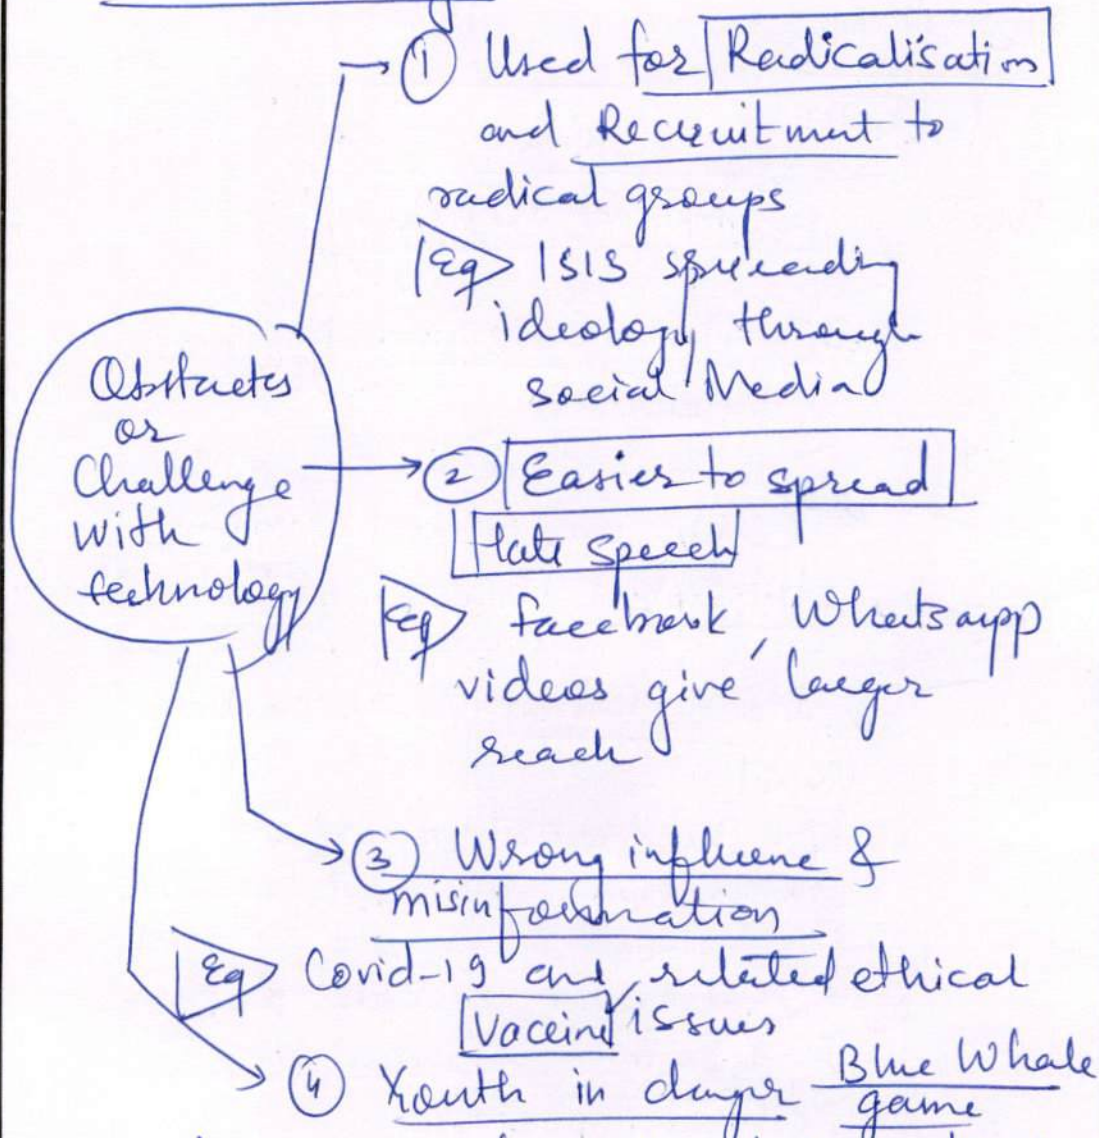 ① Used for Radicalisation
and Recruitment to
radical groups
Eg ISIS spreading
ideology through
social Media
Obstacles
or
Challenge
with
technology
② Easier to spread
Hate speech
Eg facebook, Whatsapp
videos give larger
reach
③ Wrong influence &
misinformation
Eg Covid-19 and related ethical
Vaccine issues
④ Youth in danger Blue Whale
game